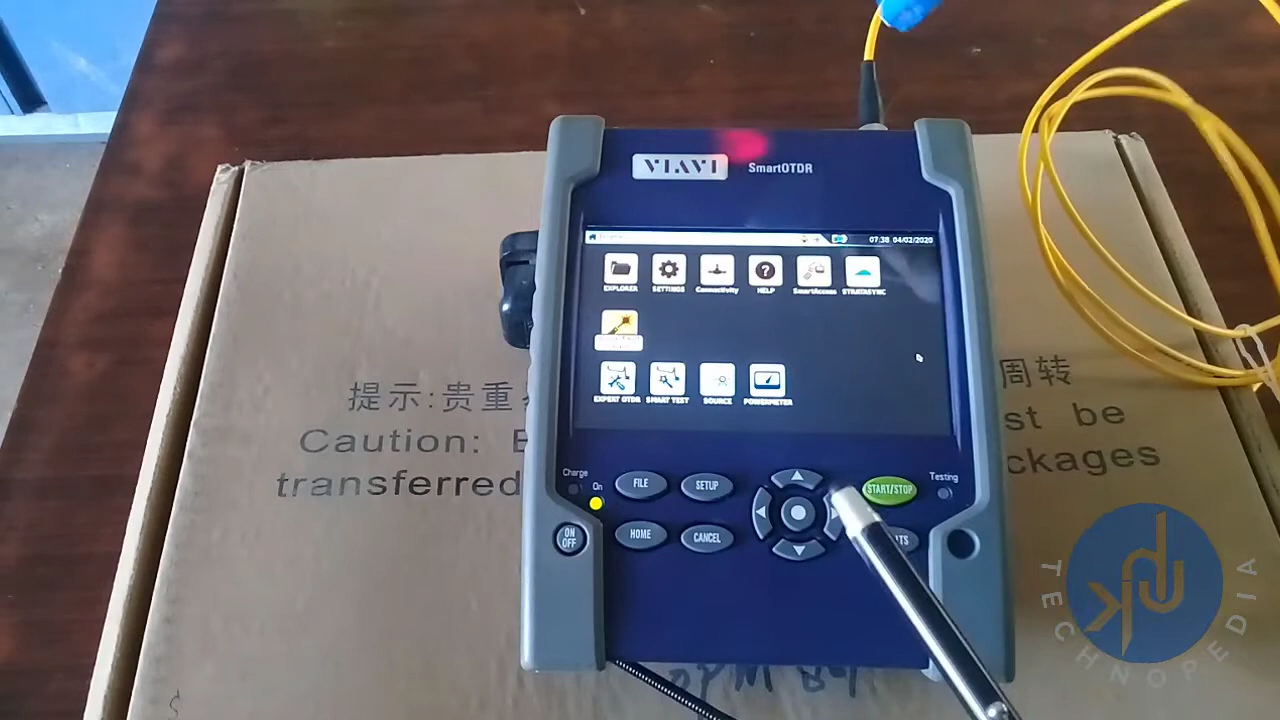 VIAVI SmartOTDR
07:38 04/02/2020
EXPLORER SETTINGS Connectivity HELP SmartAccess STRATASYNC
EXPERT OTDR SMART TEST SOURCE POWERMETER
提示:贵重
周转
Caution:
st be
transferred
ckages
Charge
On
FILE SETUP START/STOP Testing
ON OFF
HOME CANCEL
TECHNOPEDIA